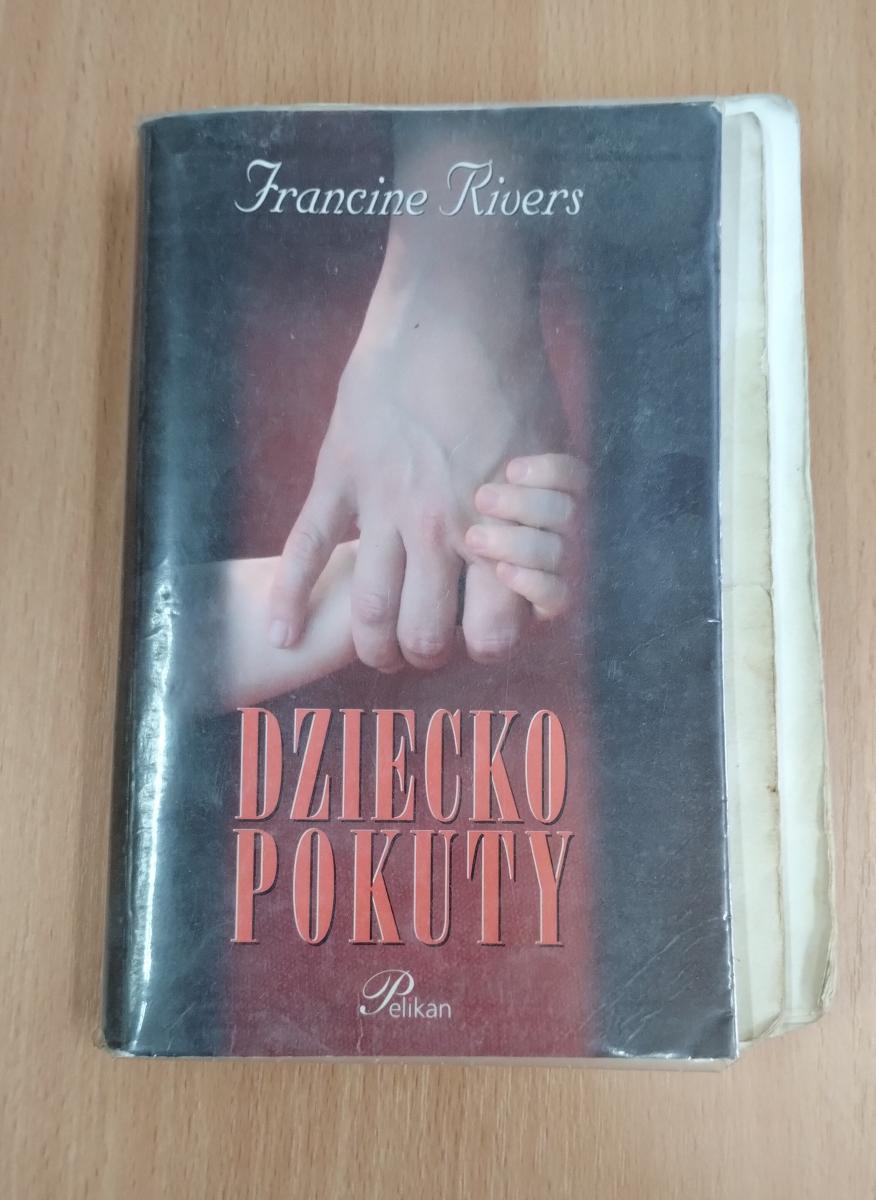 Francine Rivers
DZIECKO
POKUTY
Pelikan